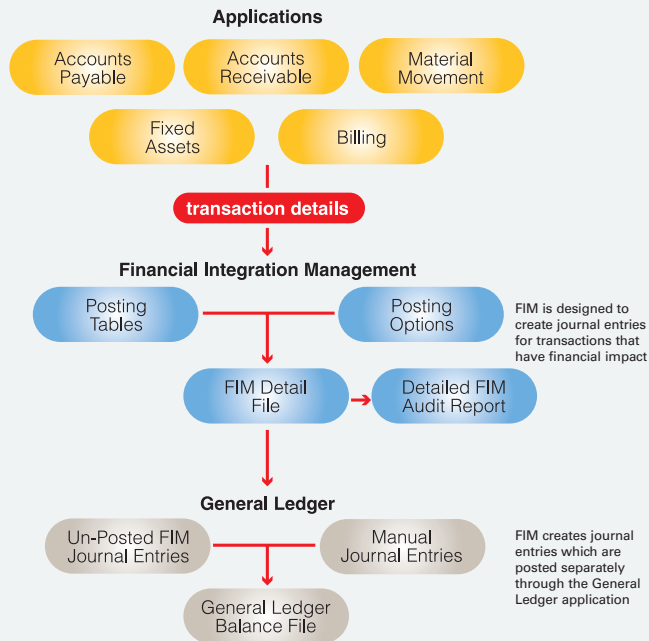 Applications
Accounts
Payable
Accounts
Receivable
Material
Movement
Fixed
Assets
Billing
transaction details
Financial Integration Management
Posting
Tables
Posting
Options
FIM is designed to
create journal entries
for transactions that
have financial impact
FIM Detail
File
Detailed FIM
Audit Report
General Ledger
Un-Posted FIM
Journal Entries
Manual
Journal Entries
FIM creates journal
entries which are
posted separately
through the General
Ledger application
General Ledger
Balance File